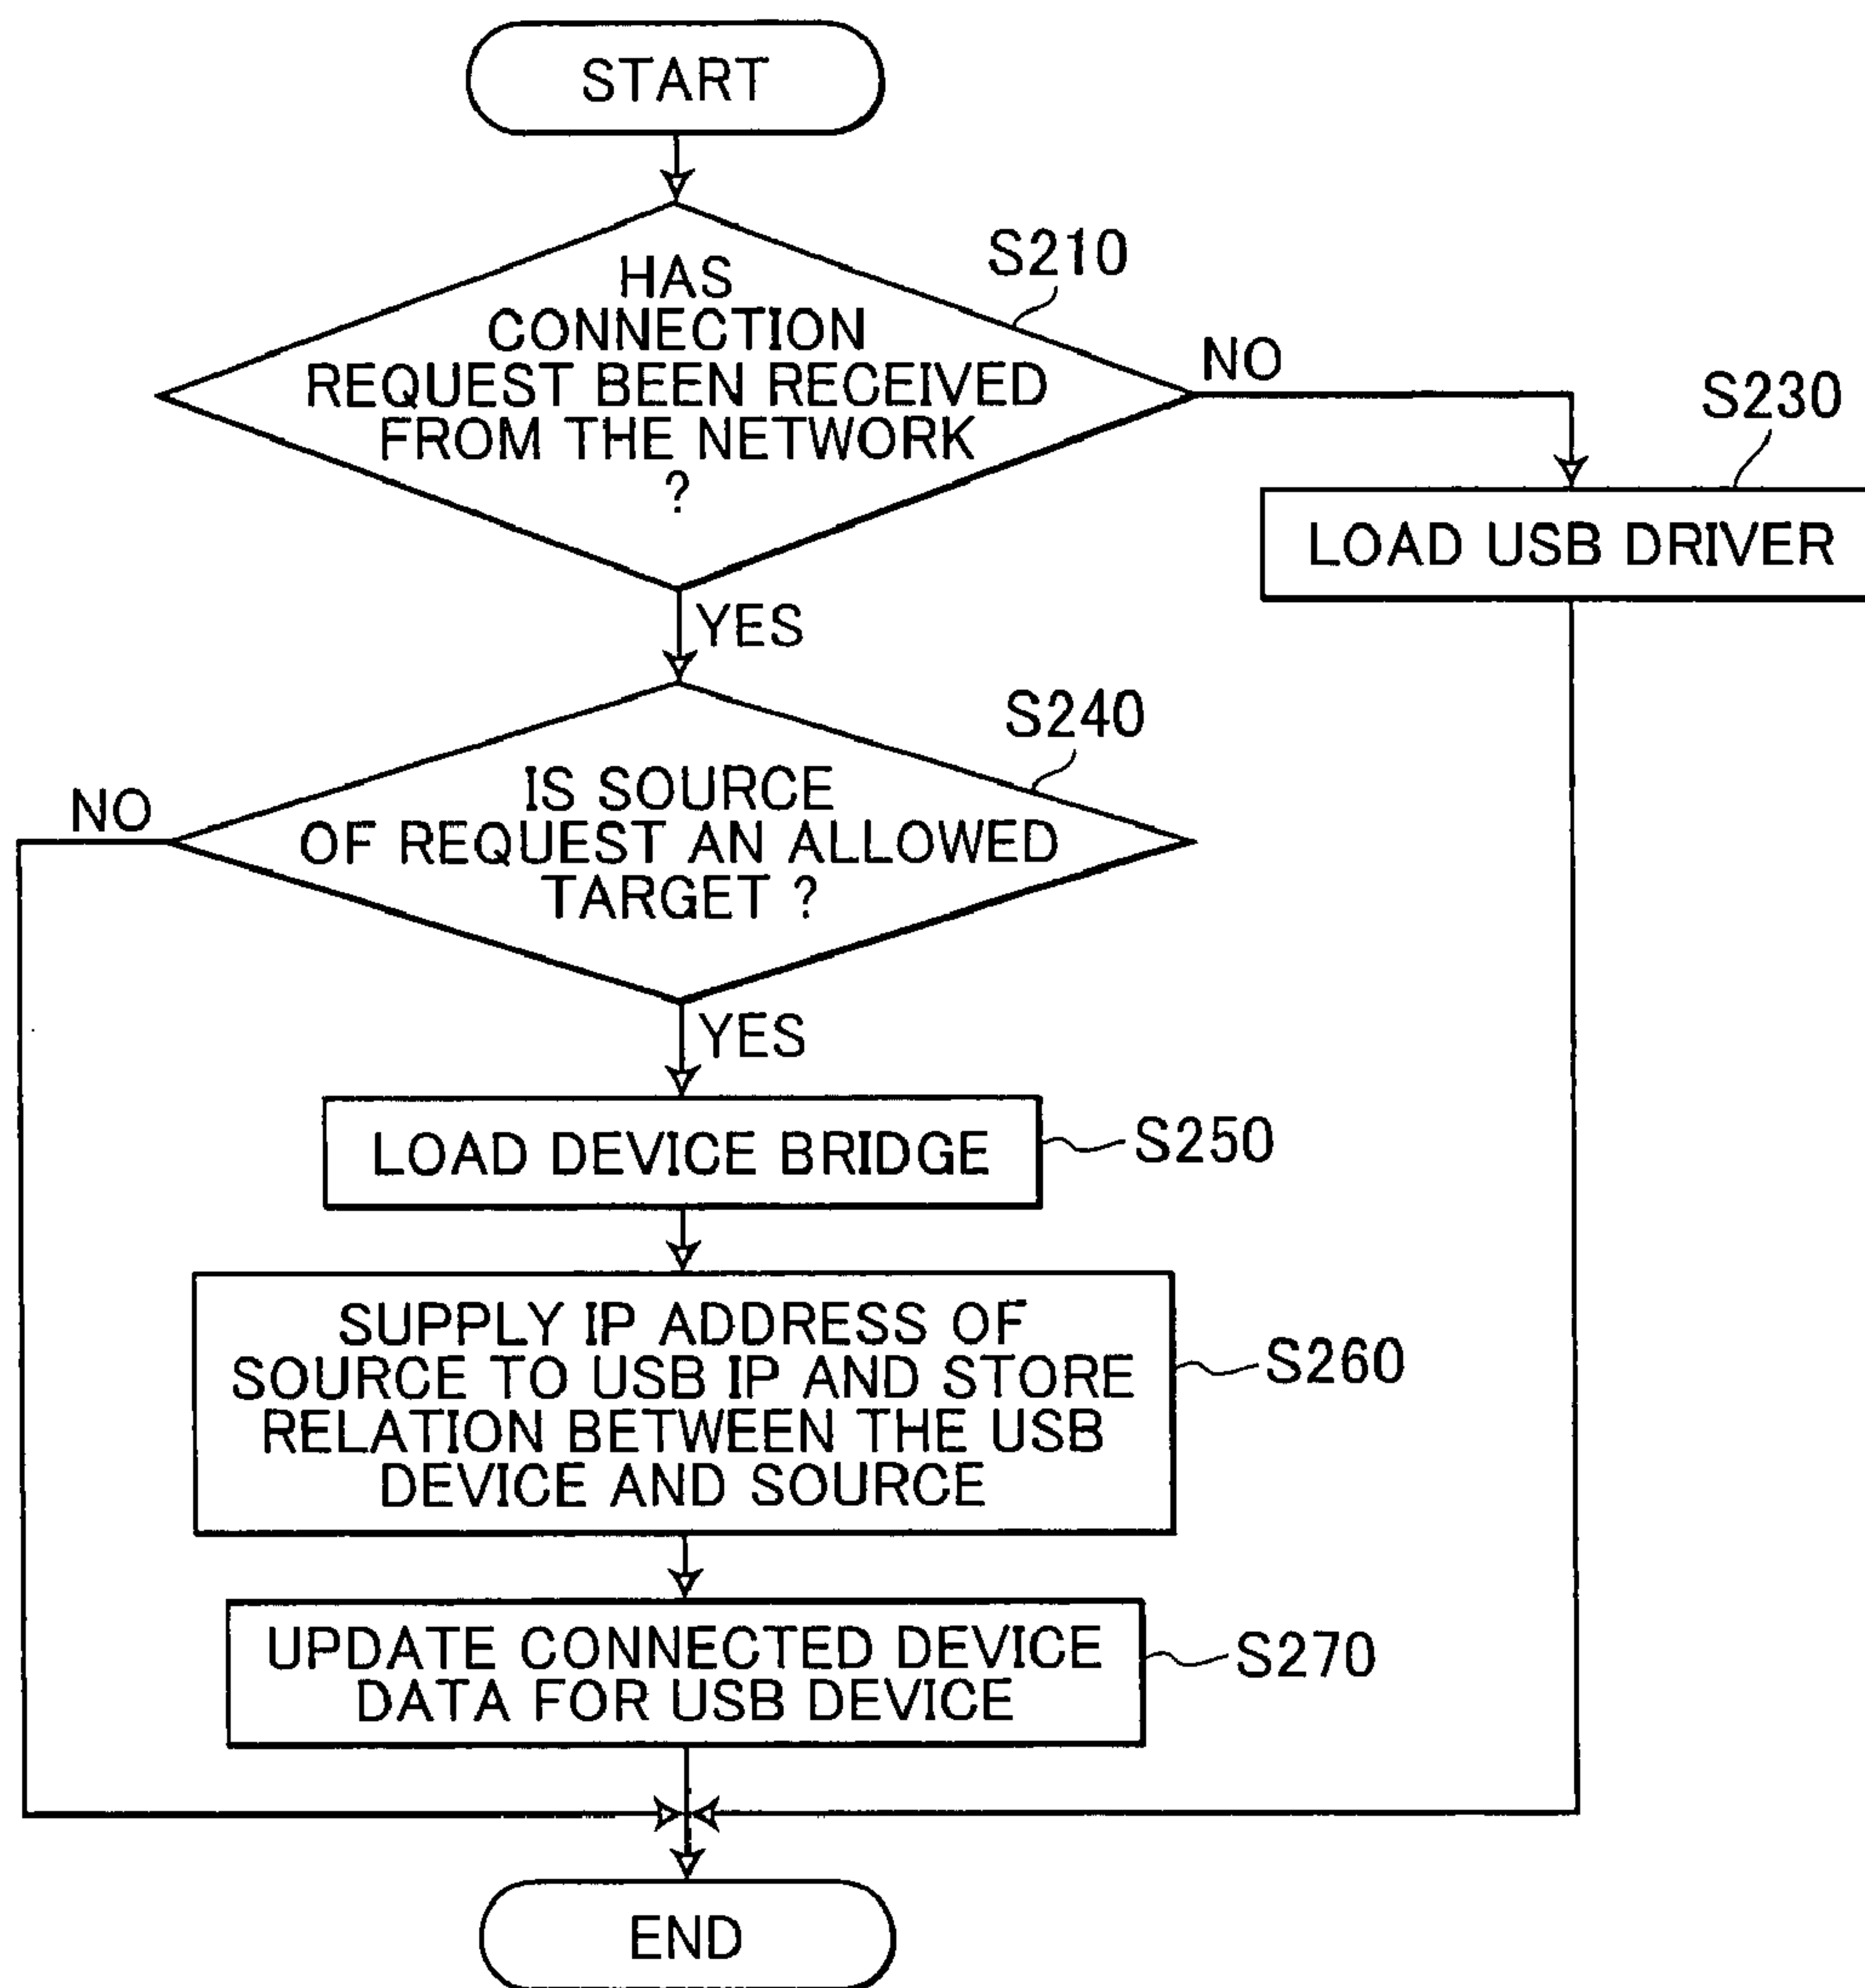 START
HAS
CONNECTION
REQUEST BEEN RECEIVED
FROM THE NETWORK
?
S210
NO
S230
LOAD USB DRIVER
YES
S240
IS SOURCE
OF REQUEST AN ALLOWED
TARGET ?
NO
YES
LOAD DEVICE BRIDGE
S250
SUPPLY IP ADDRESS OF
SOURCE TO USB IP AND STORE
RELATION BETWEEN THE USB
DEVICE AND SOURCE
S260
UPDATE CONNECTED DEVICE
DATA FOR USB DEVICE
S270
END